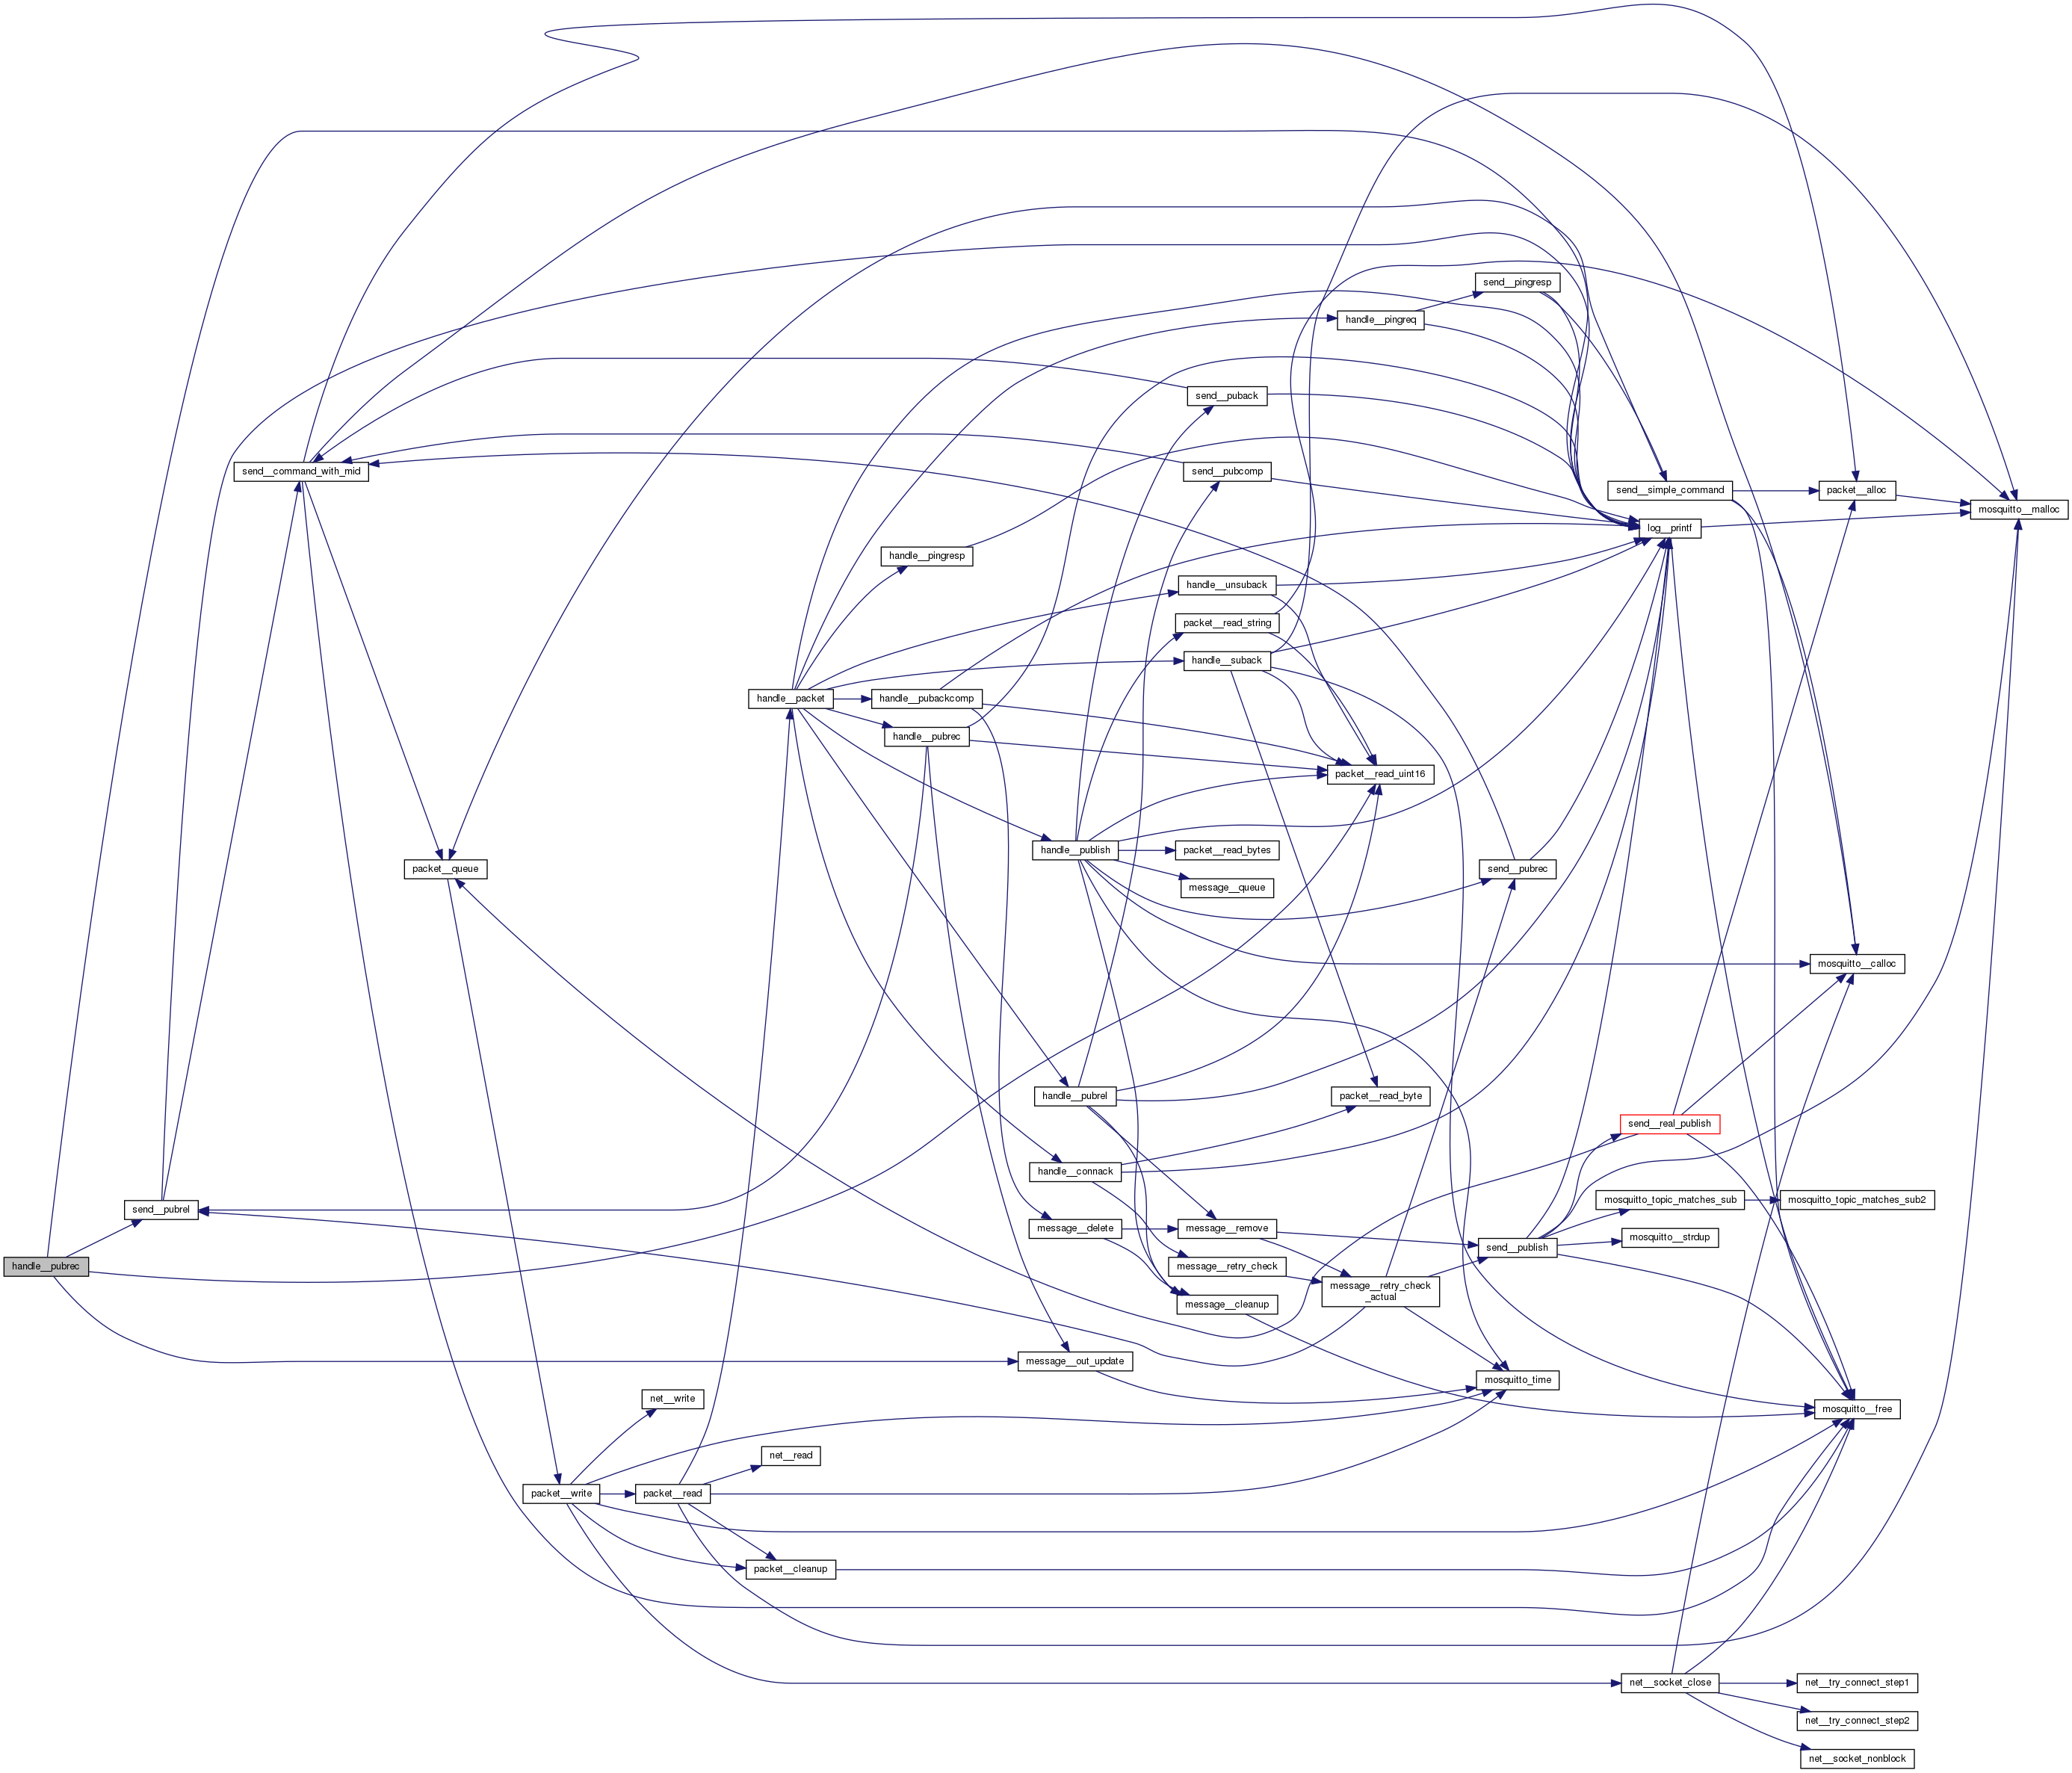 send__pingresp
handle__pingreq
send__puback
send__command_with_mid
send__pubcomp
send__simple_command
packet__alloc
mosquitto__malloc
log__printf
handle__pingresp
handle__unsuback
packet__read_string
handle__suback
handle__packet
handle__pubackcomp
handle__pubrec
packet__read_uint16
handle__publish
packet__read_bytes
packet__queue
message__queue
send__pubrec
mosquitto__calloc
handle__pubrel
packet__read_byte
send__real_publish
handle__connack
mosquitto_topic_matches_sub
mosquitto_topic_matches_sub2
send__pubrel
message__delete
message__remove
mosquitto__strdup
send__publish
handle__pubrec
message__retry_check
message__retry_check
_actual
message__cleanup
message__out_update
mosquitto_time
net__write
mosquitto__free
net__read
packet__write
packet__read
packet__cleanup
net__socket_close
net__try_connect_step1
net__try_connect_step2
net__socket_nonblock